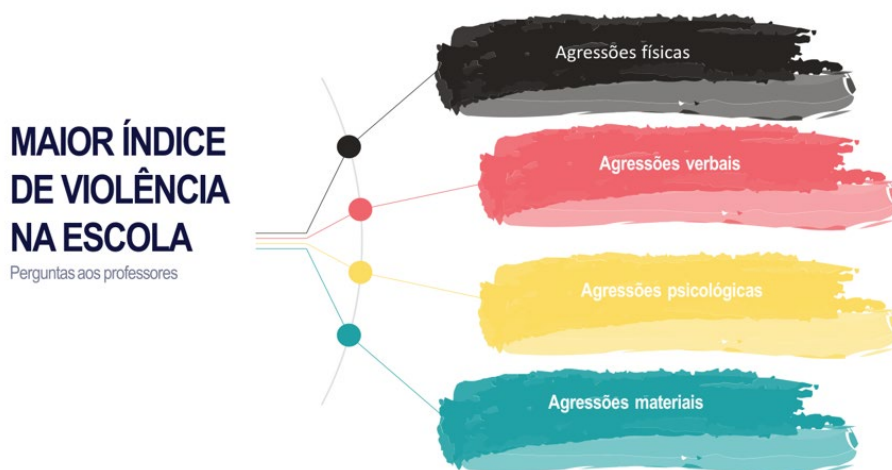 MAIOR ÍNDICE
DE VIOLÊNCIA
NA ESCOLA
Perguntas aos professores
Agressões físicas
Agressões verbais
Agressões psicológicas
Agressões materiais